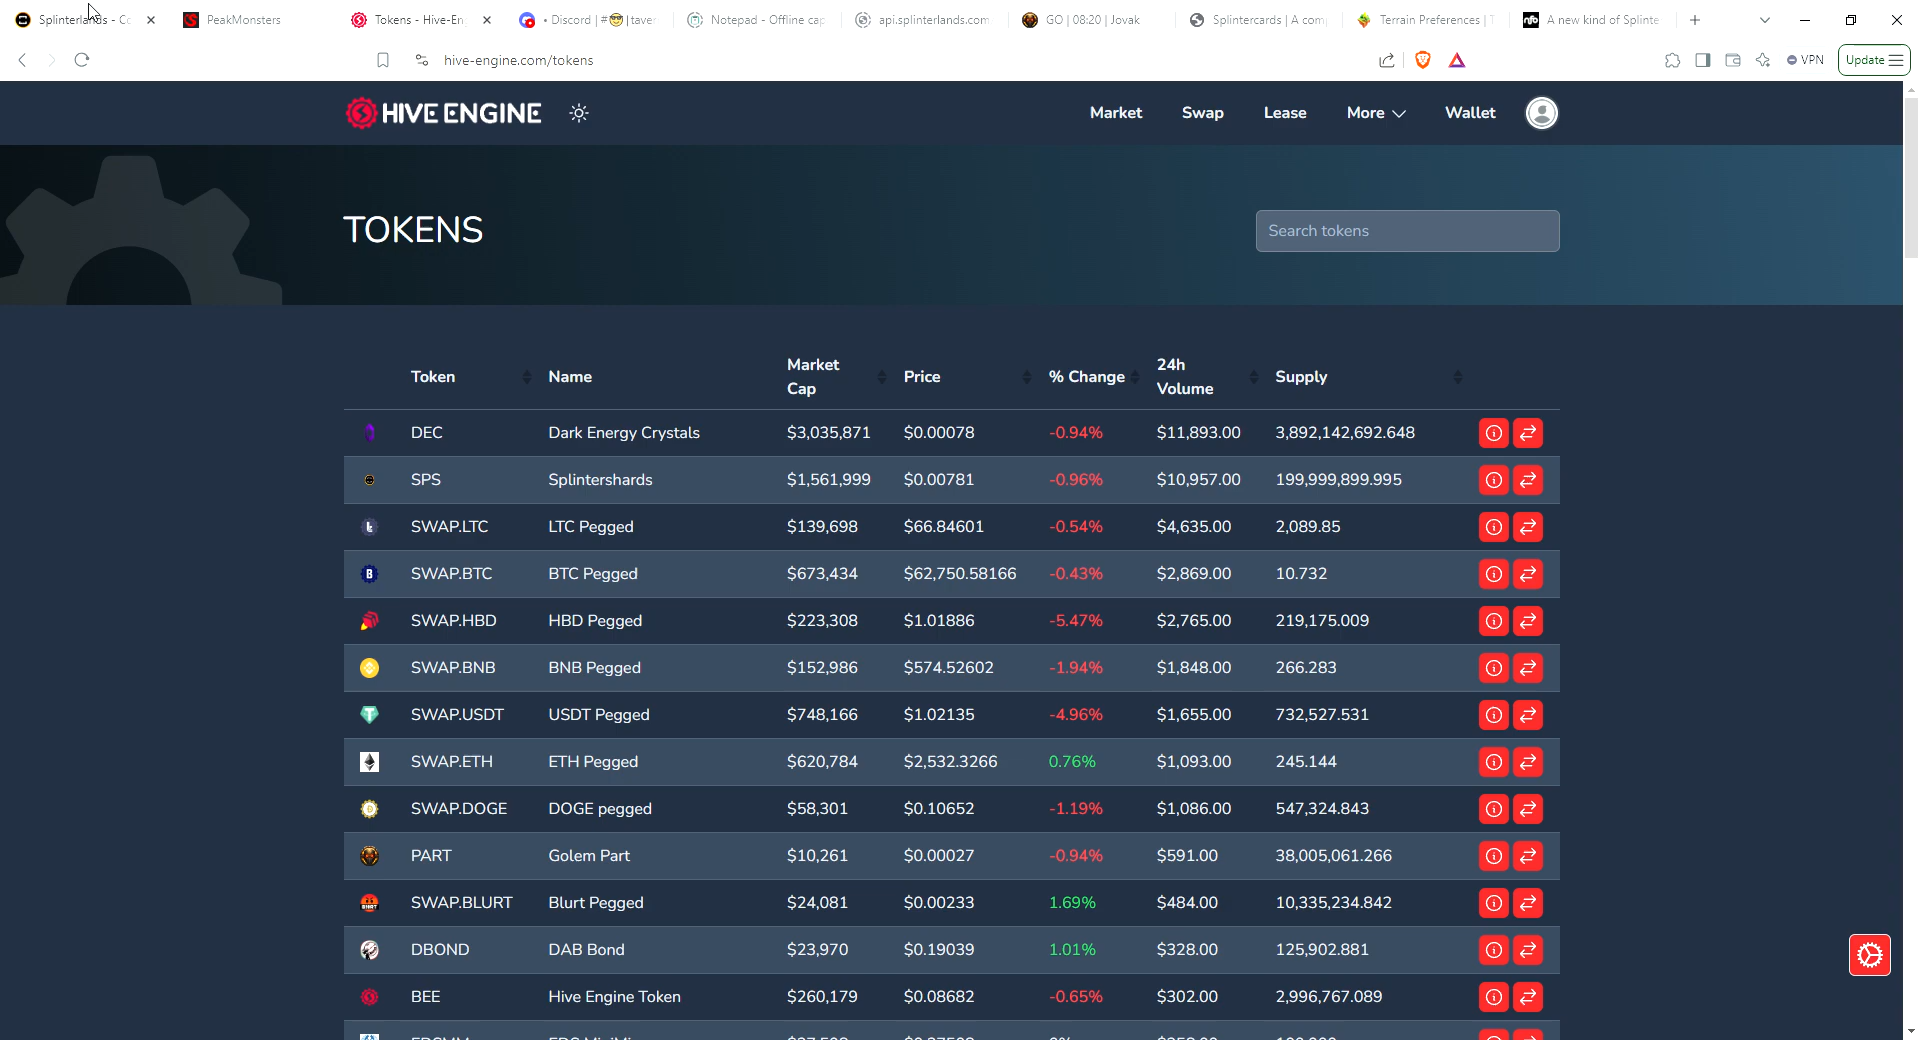 Splinterlands - Co
PeakMonsters
Tokens - Hive-En
• Discord | #😎|taver
Notepad - Offline cap
api.splinterlands.com
GO | 08:20 | Jovak
Splintercards | A com
Terrain Preferences | T
A new kind of Splinte
hive-engine.com/tokens
VPN
Update
HIVE ENGINE
Market
Swap
Lease
More
Wallet
TOKENS
Search tokens
Token Name Market Cap Price % Change 24h Volume Supply
DEC Dark Energy Crystals $3,035,871 $0.00078 -0.94% $11,893.00 3,892,142,692.648
SPS Splintershards $1,561,999 $0.00781 -0.96% $10,957.00 199,999,899.995
SWAP.LTC LTC Pegged $139,698 $66.84601 -0.54% $4,635.00 2,089.85
SWAP.BTC BTC Pegged $673,434 $62,750.58166 -0.43% $2,869.00 10.732
SWAP.HBD HBD Pegged $223,308 $1.01886 -5.47% $2,765.00 219,175.009
SWAP.BNB BNB Pegged $152,986 $574.52602 -1.94% $1,848.00 266.283
SWAP.USDT USDT Pegged $748,166 $1.02135 -4.96% $1,655.00 732,527.531
SWAP.ETH ETH Pegged $620,784 $2,532.3266 0.76% $1,093.00 245.144
SWAP.DOGE DOGE pegged $58,301 $0.10652 -1.19% $1,086.00 547,324.843
PART Golem Part $10,261 $0.00027 -0.94% $591.00 38,005,061.266
SWAP.BLURT Blurt Pegged $24,081 $0.00233 1.69% $484.00 10,335,234.842
DBOND DAB Bond $23,970 $0.19039 1.01% $328.00 125,902.881
BEE Hive Engine Token $260,179 $0.08682 -0.65% $302.00 2,996,767.089